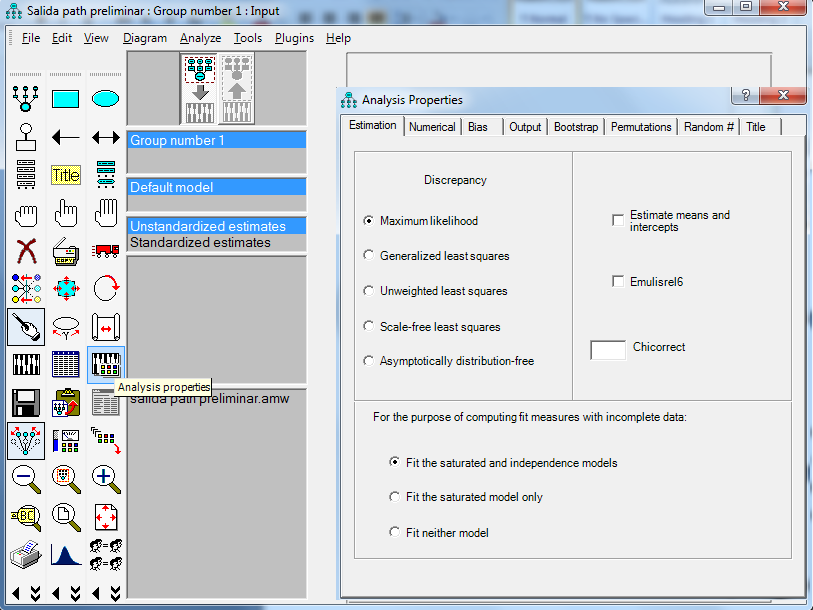 Salida path preliminar : Group number 1 : Input
File Edit View Diagram Analyze Tools Plugins Help
Group number 1
Default model
Unstandardized estimates
Standardized estimates
Title
COPY
γ
BC
Analysis properties
salida path preliminar.amw
Analysis Properties
?
Estimation Numerical Bias Output Bootstrap Permutations Random # Title
Discrepancy
Maximum likelihood
Generalized least squares
Unweighted least squares
Scale-free least squares
Asymptotically distribution-free
Estimate means and
intercepts
Emulisrel6
Chicorrect
For the purpose of computing fit measures with incomplete data:
Fit the saturated and independence models
Fit the saturated model only
Fit neither model